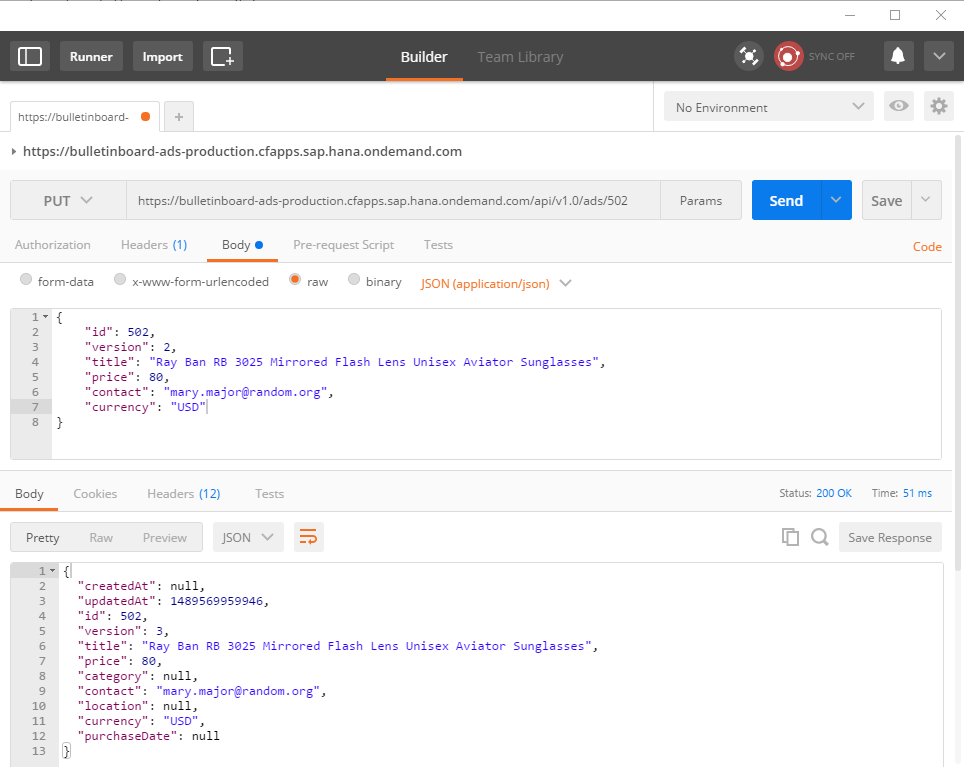 Runner Import Builder Team Library SYNC OFF
https://bulletinboard- + No Environment
https://bulletinboard-ads-production.cfapps.sap.hana.ondemand.com
PUT https://bulletinboard-ads-production.cfapps.sap.hana.ondemand.com/api/v1.0/ads/502 Params Send Save
Authorization Headers (1) Body Pre-request Script Tests Code
form-data x-www-form-urlencoded raw binary JSON (application/json)
1 {
2 "id": 502,
3 "version": 2,
4 "title": "Ray Ban RB 3025 Mirrored Flash Lens Unisex Aviator Sunglasses",
5 "price": 80,
6 "contact": "mary.major@random.org",
7 "currency": "USD"
8 }
Body Cookies Headers (12) Tests Status: 200 OK Time: 51 ms
Pretty Raw Preview JSON Save Response
1 {
2 "createdAt": null,
3 "updatedAt": 1489569959946,
4 "id": 502,
5 "version": 3,
6 "title": "Ray Ban RB 3025 Mirrored Flash Lens Unisex Aviator Sunglasses",
7 "price": 80,
8 "category": null,
9 "contact": "mary.major@random.org",
10 "location": null,
11 "currency": "USD",
12 "purchaseDate": null
13 }